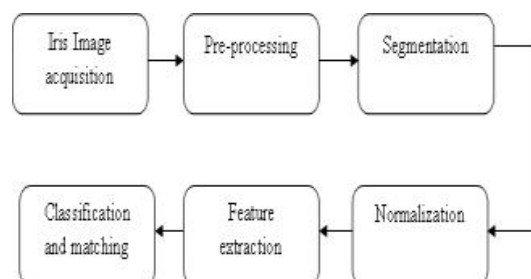 Iris Image
acquisition
Pre-processing
Segmentation
Normalization
Feature
extraction
Classification
and matching